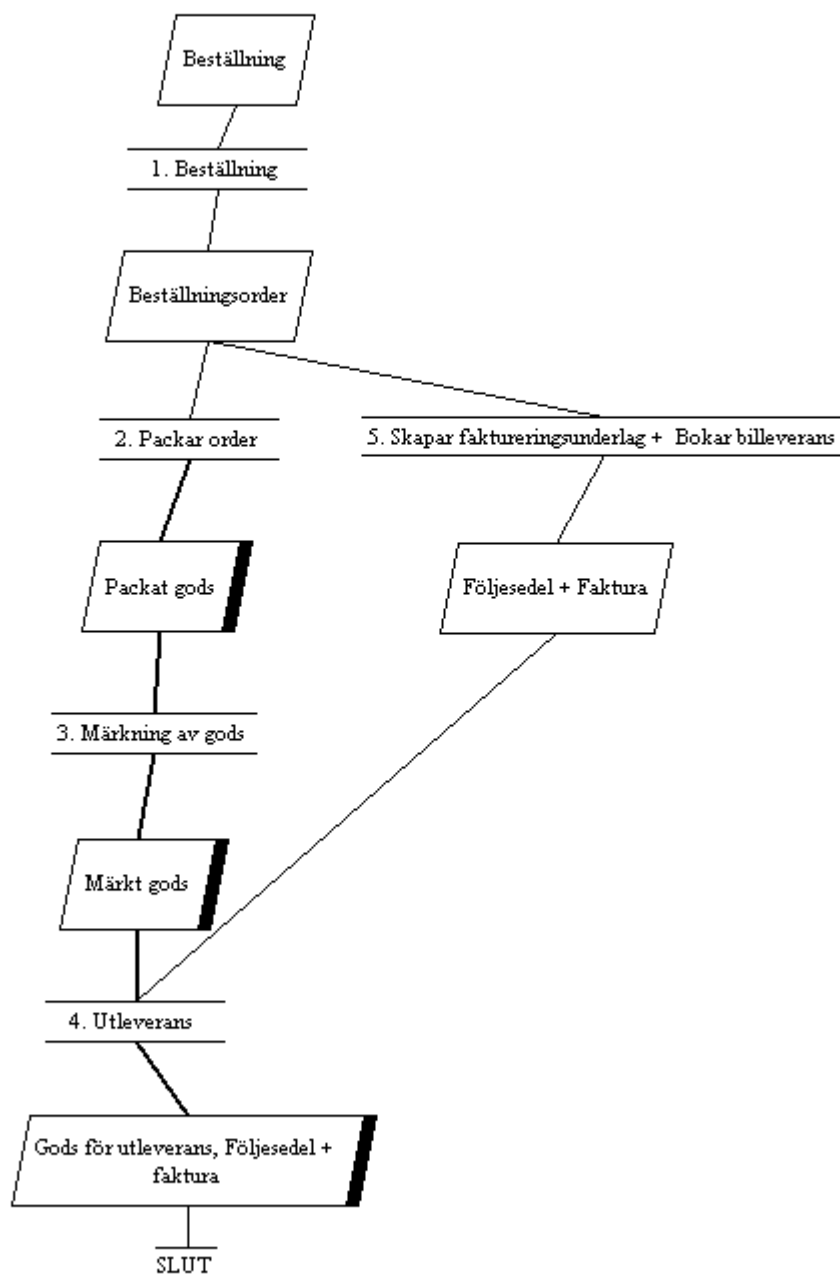 Beställning
1. Beställning
Beställningsorder
2. Packar order
5. Skapar faktureringsunderlag + Bokar billeverans
Packat gods
Följesedel + Faktura
3. Märkning av gods
Märkt gods
4. Utleverans
Gods för utleverans, Följesedel +
faktura
SLUT